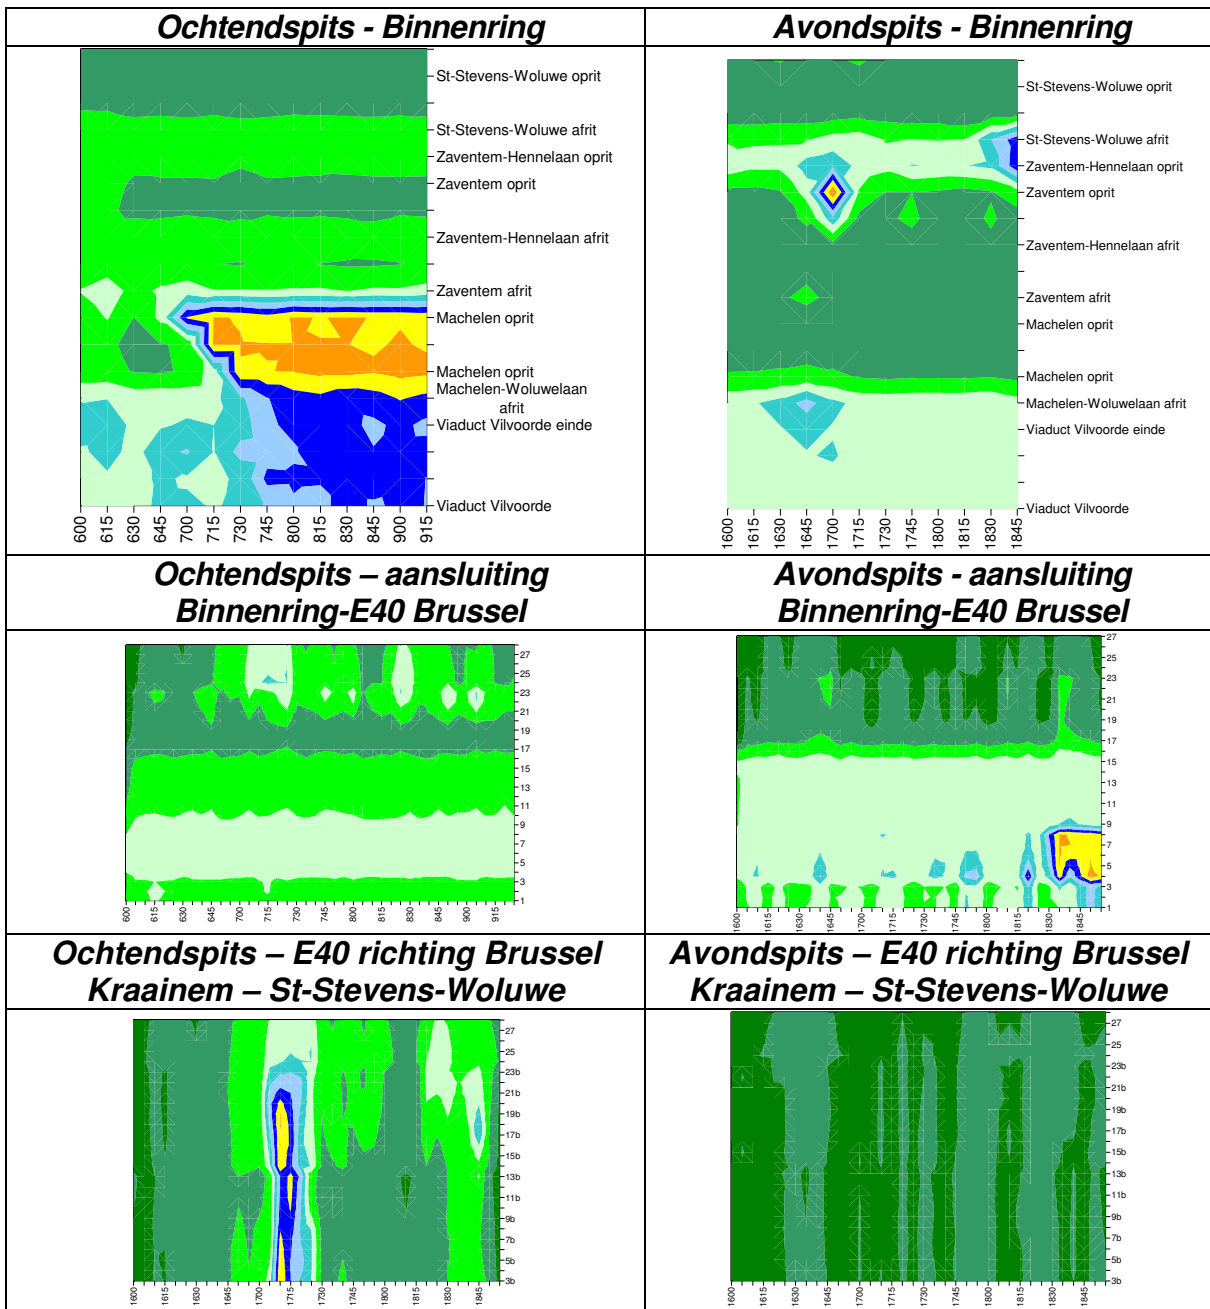 Ochtendspits - Binnenring
St-Stevens-Woluwe oprit
St-Stevens-Woluwe afrit
Zaventem-Hennelaan oprit
Zaventem oprit
Zaventem-Hennelaan afrit
Zaventem afrit
Machelen oprit
Machelen oprit
Machelen-Woluwelaan
afrit
Viaduct Vilvoorde einde
Viaduct Vilvoorde
600 615 630 645 700 715 730 745 800 815 830 845 900 915
Avondspits - Binnenring
St-Stevens-Woluwe oprit
St-Stevens-Woluwe afrit
Zaventem-Hennelaan oprit
Zaventem oprit
Zaventem-Hennelaan afrit
Zaventem afrit
Machelen oprit
Machelen oprit
Machelen-Woluwelaan afrit
Viaduct Vilvoorde einde
Viaduct Vilvoorde
1600 1615 1630 1645 1700 1715 1730 1745 1800 1815 1830 1845
Ochtendspits – aansluiting
Binnenring-E40 Brussel
27
25
23
21
19
17
15
13
11
9
7
5
3
1
600 615 630 645 700 715 730 745 800 815 830 845 900 915
Avondspits - aansluiting
Binnenring-E40 Brussel
27
25
23
21
19
17
15
13
11
9
7
5
3
1
1600 1615 1630 1645 1700 1715 1730 1745 1800 1815 1830 1845
Ochtendspits – E40 richting Brussel
Kraainem – St-Stevens-Woluwe
27
25
23b
21b
19b
17b
15b
13b
11b
9b
7b
5b
3b
1600 1615 1630 1645 1700 1715 1730 1745 1800 1815 1830 1845
Avondspits – E40 richting Brussel
Kraainem – St-Stevens-Woluwe
27
25
23b
21b
19b
17b
15b
13b
11b
9b
7b
5b
3b
1600 1615 1630 1645 1700 1715 1730 1745 1800 1815 1830 1845